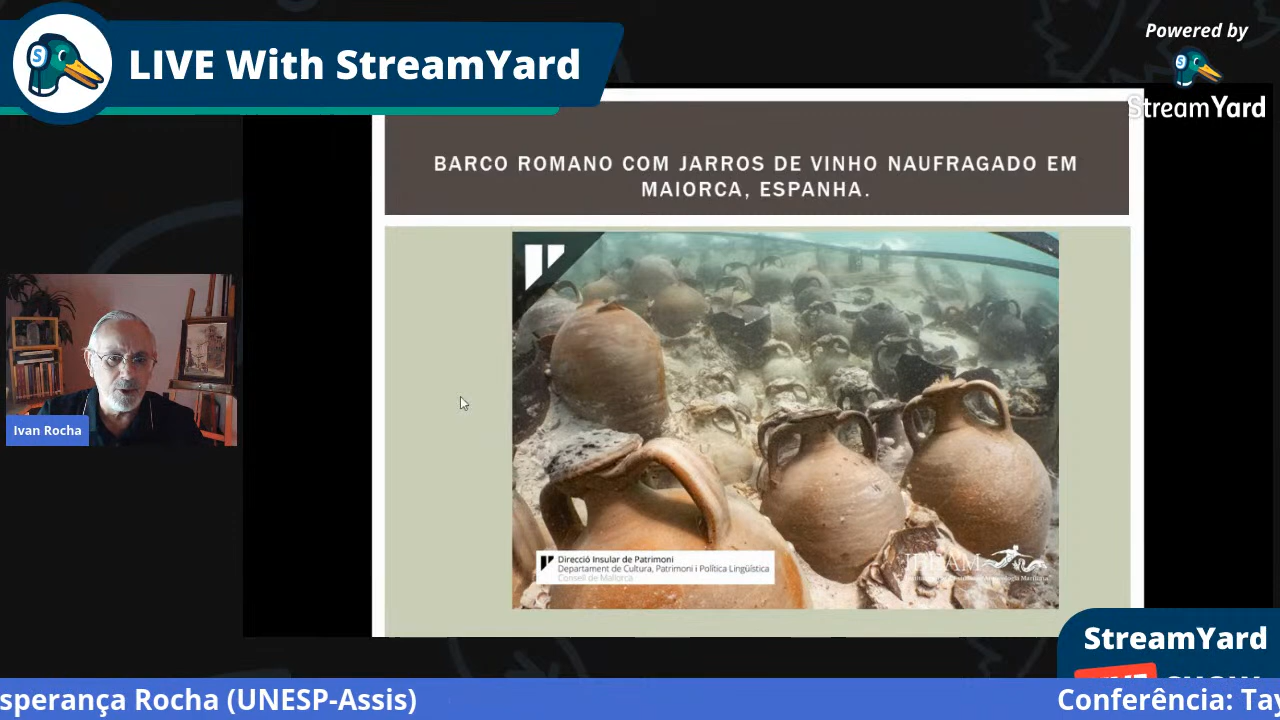 LIVE With StreamYard
Powered by
StreamYard
BARCO ROMANO COM JARROS DE VINHO NAUFRAGADO EM
MAIORCA, ESPANHA.
Ivan Rocha
Direcció Insular de Patrimoni
Departament de Cultura, Patrimoni i Política Lingüística
Consell de Mallorca
StreamYard
sperança Rocha (UNESP-Assis)
Conferência: Tay